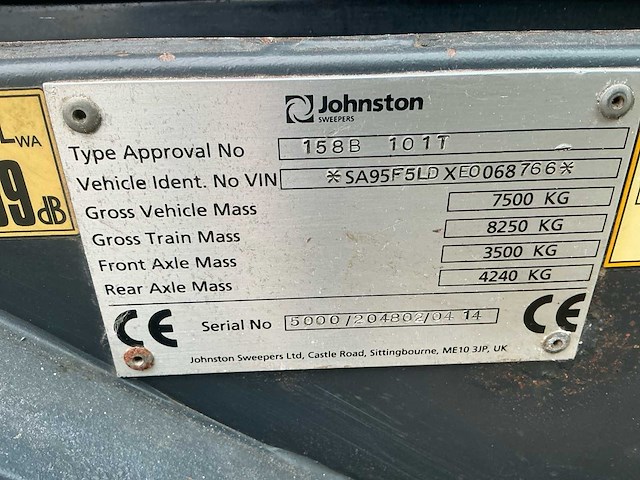 Johnston
SWEEPERS
Type Approval No 158B 101T
Vehicle Ident. No VIN *SA95F5LDXE0068766*
Gross Vehicle Mass 7500 KG
Gross Train Mass 8250 KG
Front Axle Mass 3500 KG
Rear Axle Mass 4240 KG
CE Serial No 5000/204802/04 14 CE
Johnston Sweepers Ltd, Castle Road, Sittingbourne, ME10 3JP, UK
WA
dB